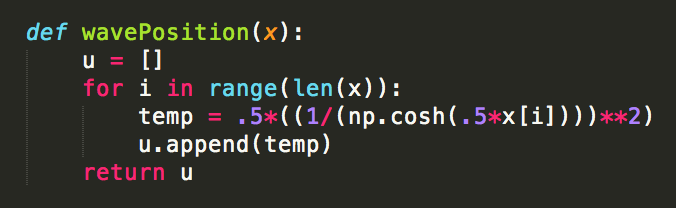 def wavePosition(x):
    u = []
    for i in range(len(x)):
        temp = .5*((1/(np.cosh(.5*x[i])))**2)
        u.append(temp)
    return u